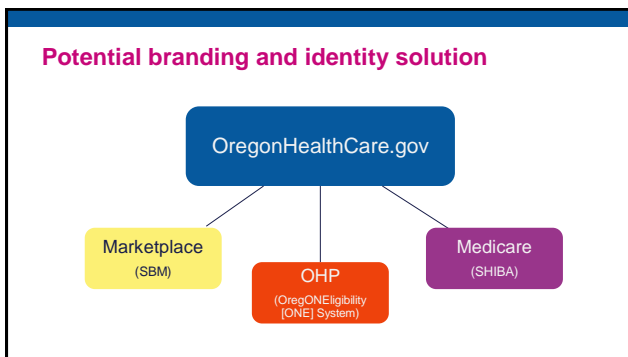 Potential branding and identity solution
OregonHealthCare.gov
Marketplace
(SBM)
OHP
(OregONEligibility
[ONE] System)
Medicare
(SHIBA)